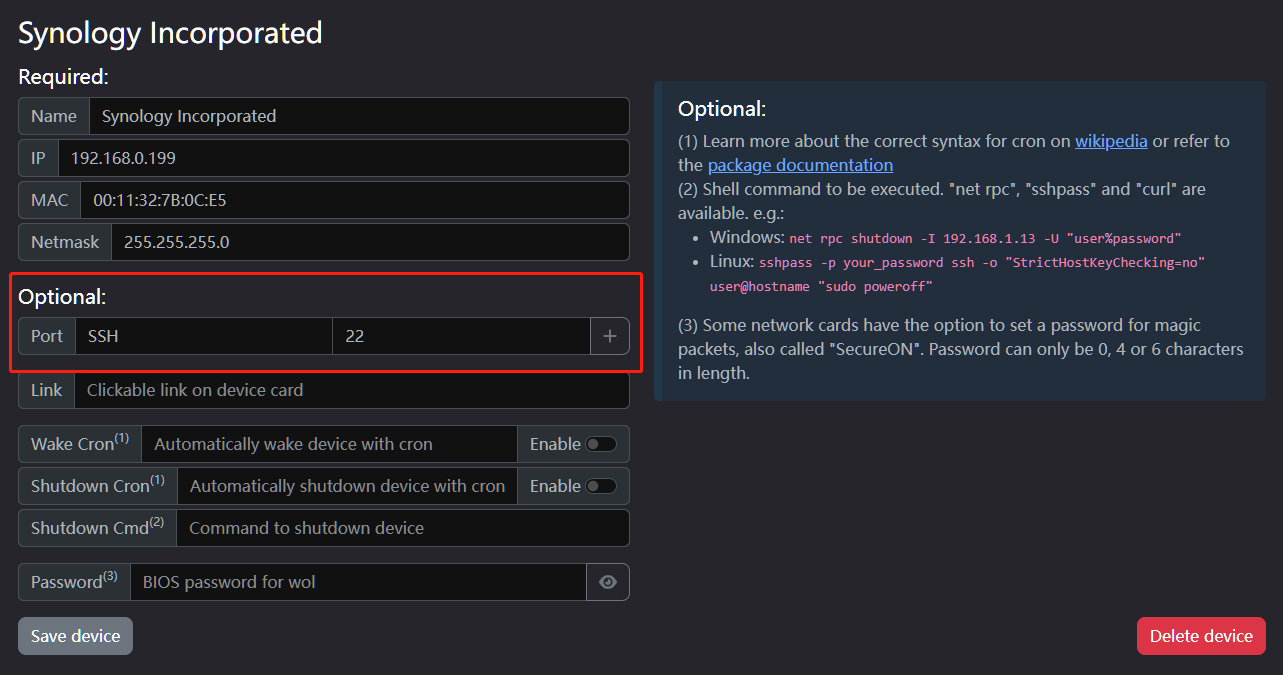 Synology Incorporated
Required:
Name Synology Incorporated
IP 192.168.0.199
MAC 00:11:32:7B:0C:E5
Netmask 255.255.255.0
Optional:
Port SSH 22 +
Link Clickable link on device card
Wake Cron(1) Automatically wake device with cron Enable
Shutdown Cron(1) Automatically shutdown device with cron Enable
Shutdown Cmd(2) Command to shutdown device
Password(3) BIOS password for wol
Save device
Optional:
(1) Learn more about the correct syntax for cron on wikipedia or refer to
the package documentation
(2) Shell command to be executed. "net rpc", "sshpass" and "curl" are
available. e.g.:
• Windows: net rpc shutdown -I 192.168.1.13 -U "user%password"
• Linux: sshpass -p your_password ssh -o "StrictHostKeyChecking=no"
user@hostname "sudo poweroff"
(3) Some network cards have the option to set a password for magic
packets, also called "SecureON". Password can only be 0, 4 or 6 characters
in length.
Delete device